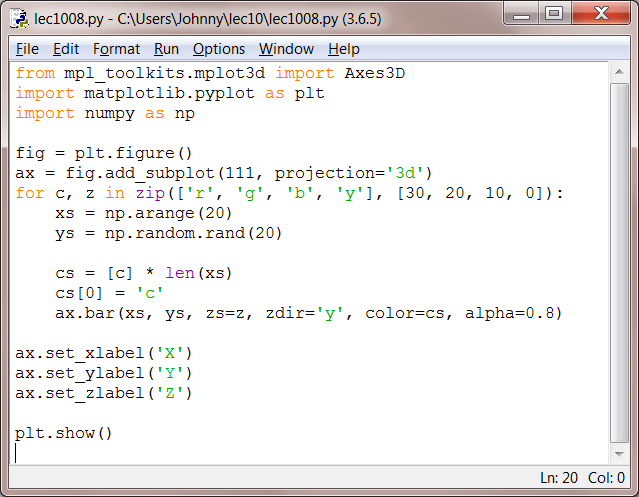 lec1008.py - C:\Users\Johnny\lec10\lec1008.py (3.6.5)
File Edit Format Run Options Window Help
from mpl_toolkits.mplot3d import Axes3D
import matplotlib.pyplot as plt
import numpy as np

fig = plt.figure()
ax = fig.add_subplot(111, projection='3d')
for c, z in zip(['r', 'g', 'b', 'y'], [30, 20, 10, 0]):
    xs = np.arange(20)
    ys = np.random.rand(20)

    cs = [c] * len(xs)
    cs[0] = 'c'
    ax.bar(xs, ys, zs=z, zdir='y', color=cs, alpha=0.8)

ax.set_xlabel('X')
ax.set_ylabel('Y')
ax.set_zlabel('Z')

plt.show()
Ln: 20 Col: 0